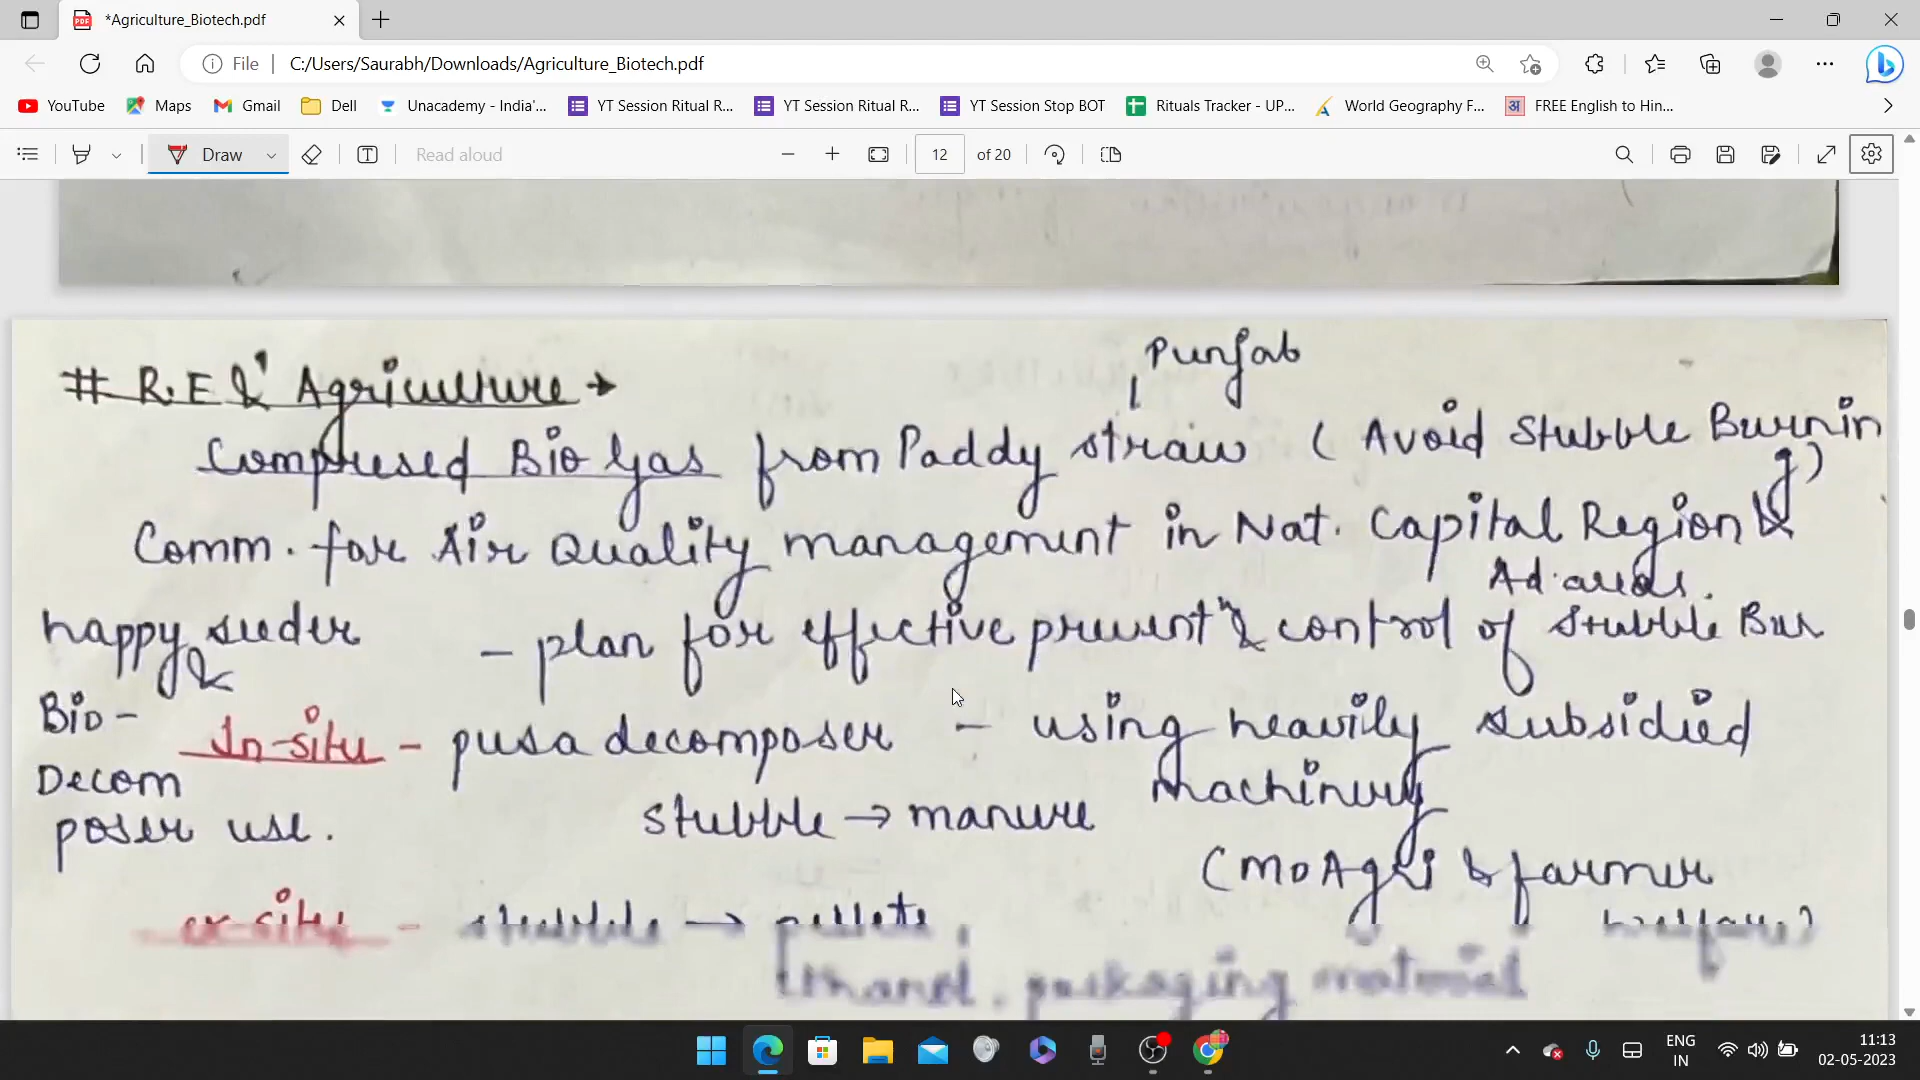 *Agriculture_Biotech.pdf
File C:/Users/Saurabh/Downloads/Agriculture_Biotech.pdf
YouTube Maps Gmail Dell Unacademy - India'... YT Session Ritual R... YT Session Ritual R... YT Session Stop BOT Rituals Tracker - UP... World Geography F... FREE English to Hin...
Draw Read aloud 12 of 20
Punjab
# R.E & Agriculture →
Compressed Bio Gas from Paddy straw ( Avoid Stubble Burning)
Comm. for Air Quality management in Nat. Capital Region &
Ad. areas.
happy seeder & - plan for effective prevent^n & control of Stubble Bur
Bio - In-situ - pusa decomposer - using heavily subsidied
Decom machinery
poser use. stubble → manure
(MoAgri & farmer
welfare)
ex-situ - stubble → pellets,
Ethanol, packaging material
ENG
IN
11:13
02-05-2023